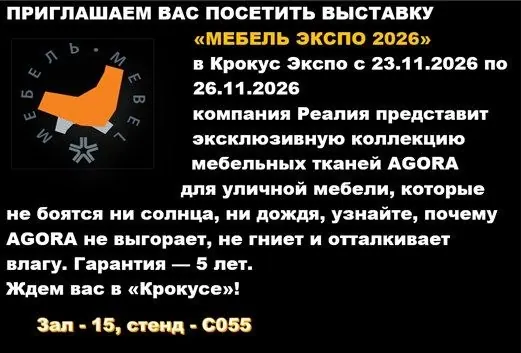 ПРИГЛАШАЕМ ВАС ПОСЕТИТЬ ВЫСТАВКУ
«МЕБЕЛЬ ЭКСПО 2026»
МЕБЕЛЬ • MEBEL
в Крокус Экспо с 23.11.2026 по
26.11.2026
компания Реалия представит
эксклюзивную коллекцию
мебельных тканей AGORA
для уличной мебели, которые
не боятся ни солнца, ни дождя, узнайте, почему
AGORA не выгорает, не гниет и отталкивает
влагу. Гарантия — 5 лет.
Ждем вас в «Крокусе»!
Зал - 15, стенд - С055